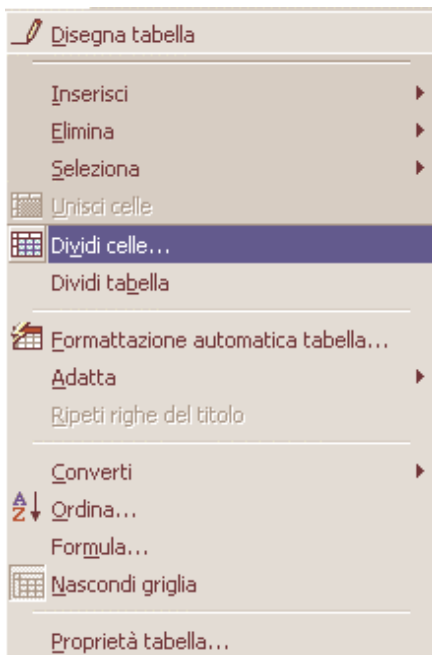 Disegna tabella
Inserisci
Elimina
Seleziona
Unisci celle
Dividi celle...
Dividi tabella
Formattazione automatica tabella...
Adatta
Ripeti righe del titolo
Converti
A
Z
Ordina...
Formula...
Nascondi griglia
Proprietà tabella...